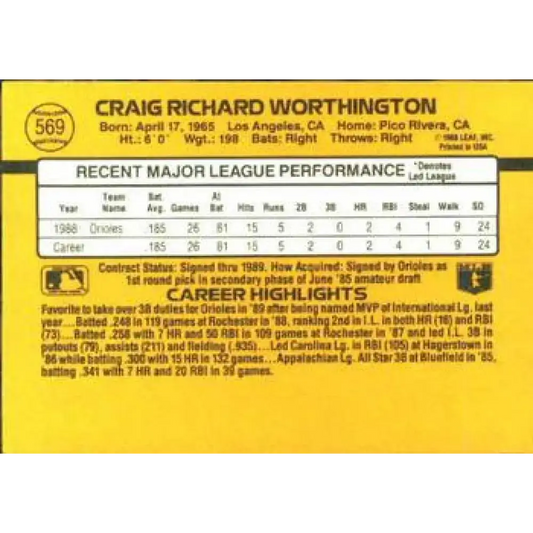 569
CRAIG RICHARD WORTHINGTON
Born: April 17, 1965 Los Angeles, CA Home: Pico Rivera, CA
Ht.: 6'0" Wgt.: 198 Bats: Right Throws: Right
© 1988 LEAF, INC.
Printed in USA
RECENT MAJOR LEAGUE PERFORMANCE *Denotes Led League
Year Team Name Bat. Avg. Games At Bat Hits Runs 2B 3B HR RBI Steal Walk SO
1988 Orioles .185 26 81 15 5 2 0 2 4 1 9 24
Career .185 26 81 15 5 2 0 2 4 1 9 24
Contract Status: Signed thru 1989. How Acquired: Signed by Orioles as
1st round pick in secondary phase of June '85 amateur draft
CAREER HIGHLIGHTS
Favorite to take over 3B duties for Orioles in '89 after being named MVP of International Lg. last
year....Batted .248 in 119 games at Rochester in '88, ranking 2nd in I.L. in both HR (16) and RBI
(73)....Batted .258 with 7 HR and 50 RBI in 109 games at Rochester in '87 and led I.L. 3B in
putouts (79), assists (211) and fielding (.935)....Led Carolina Lg. in RBI (105) at Hagerstown in
'86 while batting .300 with 15 HR in 132 games....Appalachian Lg. All Star 3B at Bluefield in '85,
batting .341 with 7 HR and 20 RBI in 39 games.